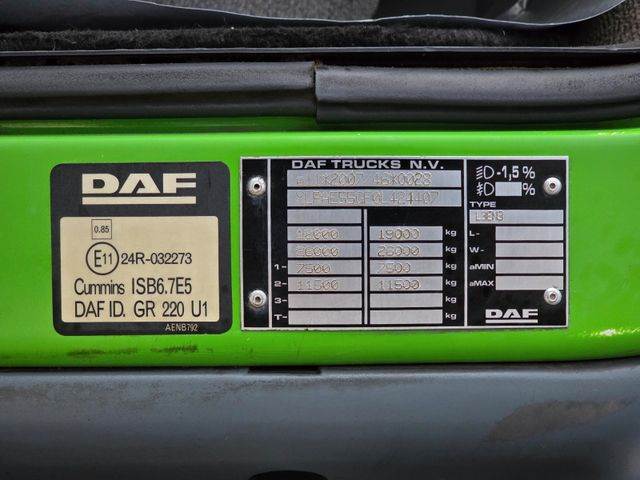 DAF
0.85
E11 24R-032273
Cummins ISB6.7E5
DAF ID. GR 220 U1
AENB792
DAF TRUCKS N.V.
-1,5 %
%
TYPE
18000 19000 kg L-
26000 26000 kg W-
1- 7500 7500 kg aMIN
2- 11500 11500 kg aMAX
3- kg
T- kg
DAF